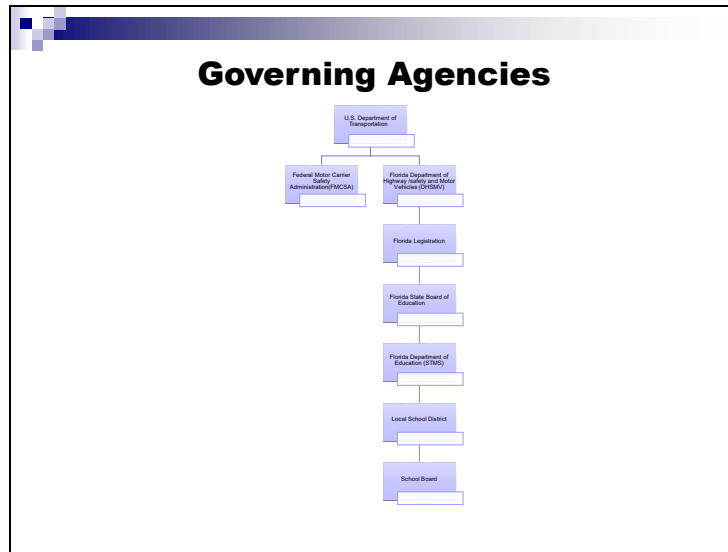 Governing Agencies
U.S. Department of
Transportation
Federal Motor Carrier
Safety
Administration(FMCSA)
Florida Department of
Highway /safety and Motor
Vehicles (DHSMV)
Florida Legistration
Florida State Board of
Education
Florida Department of
Education (STMS)
Local School District
School Board